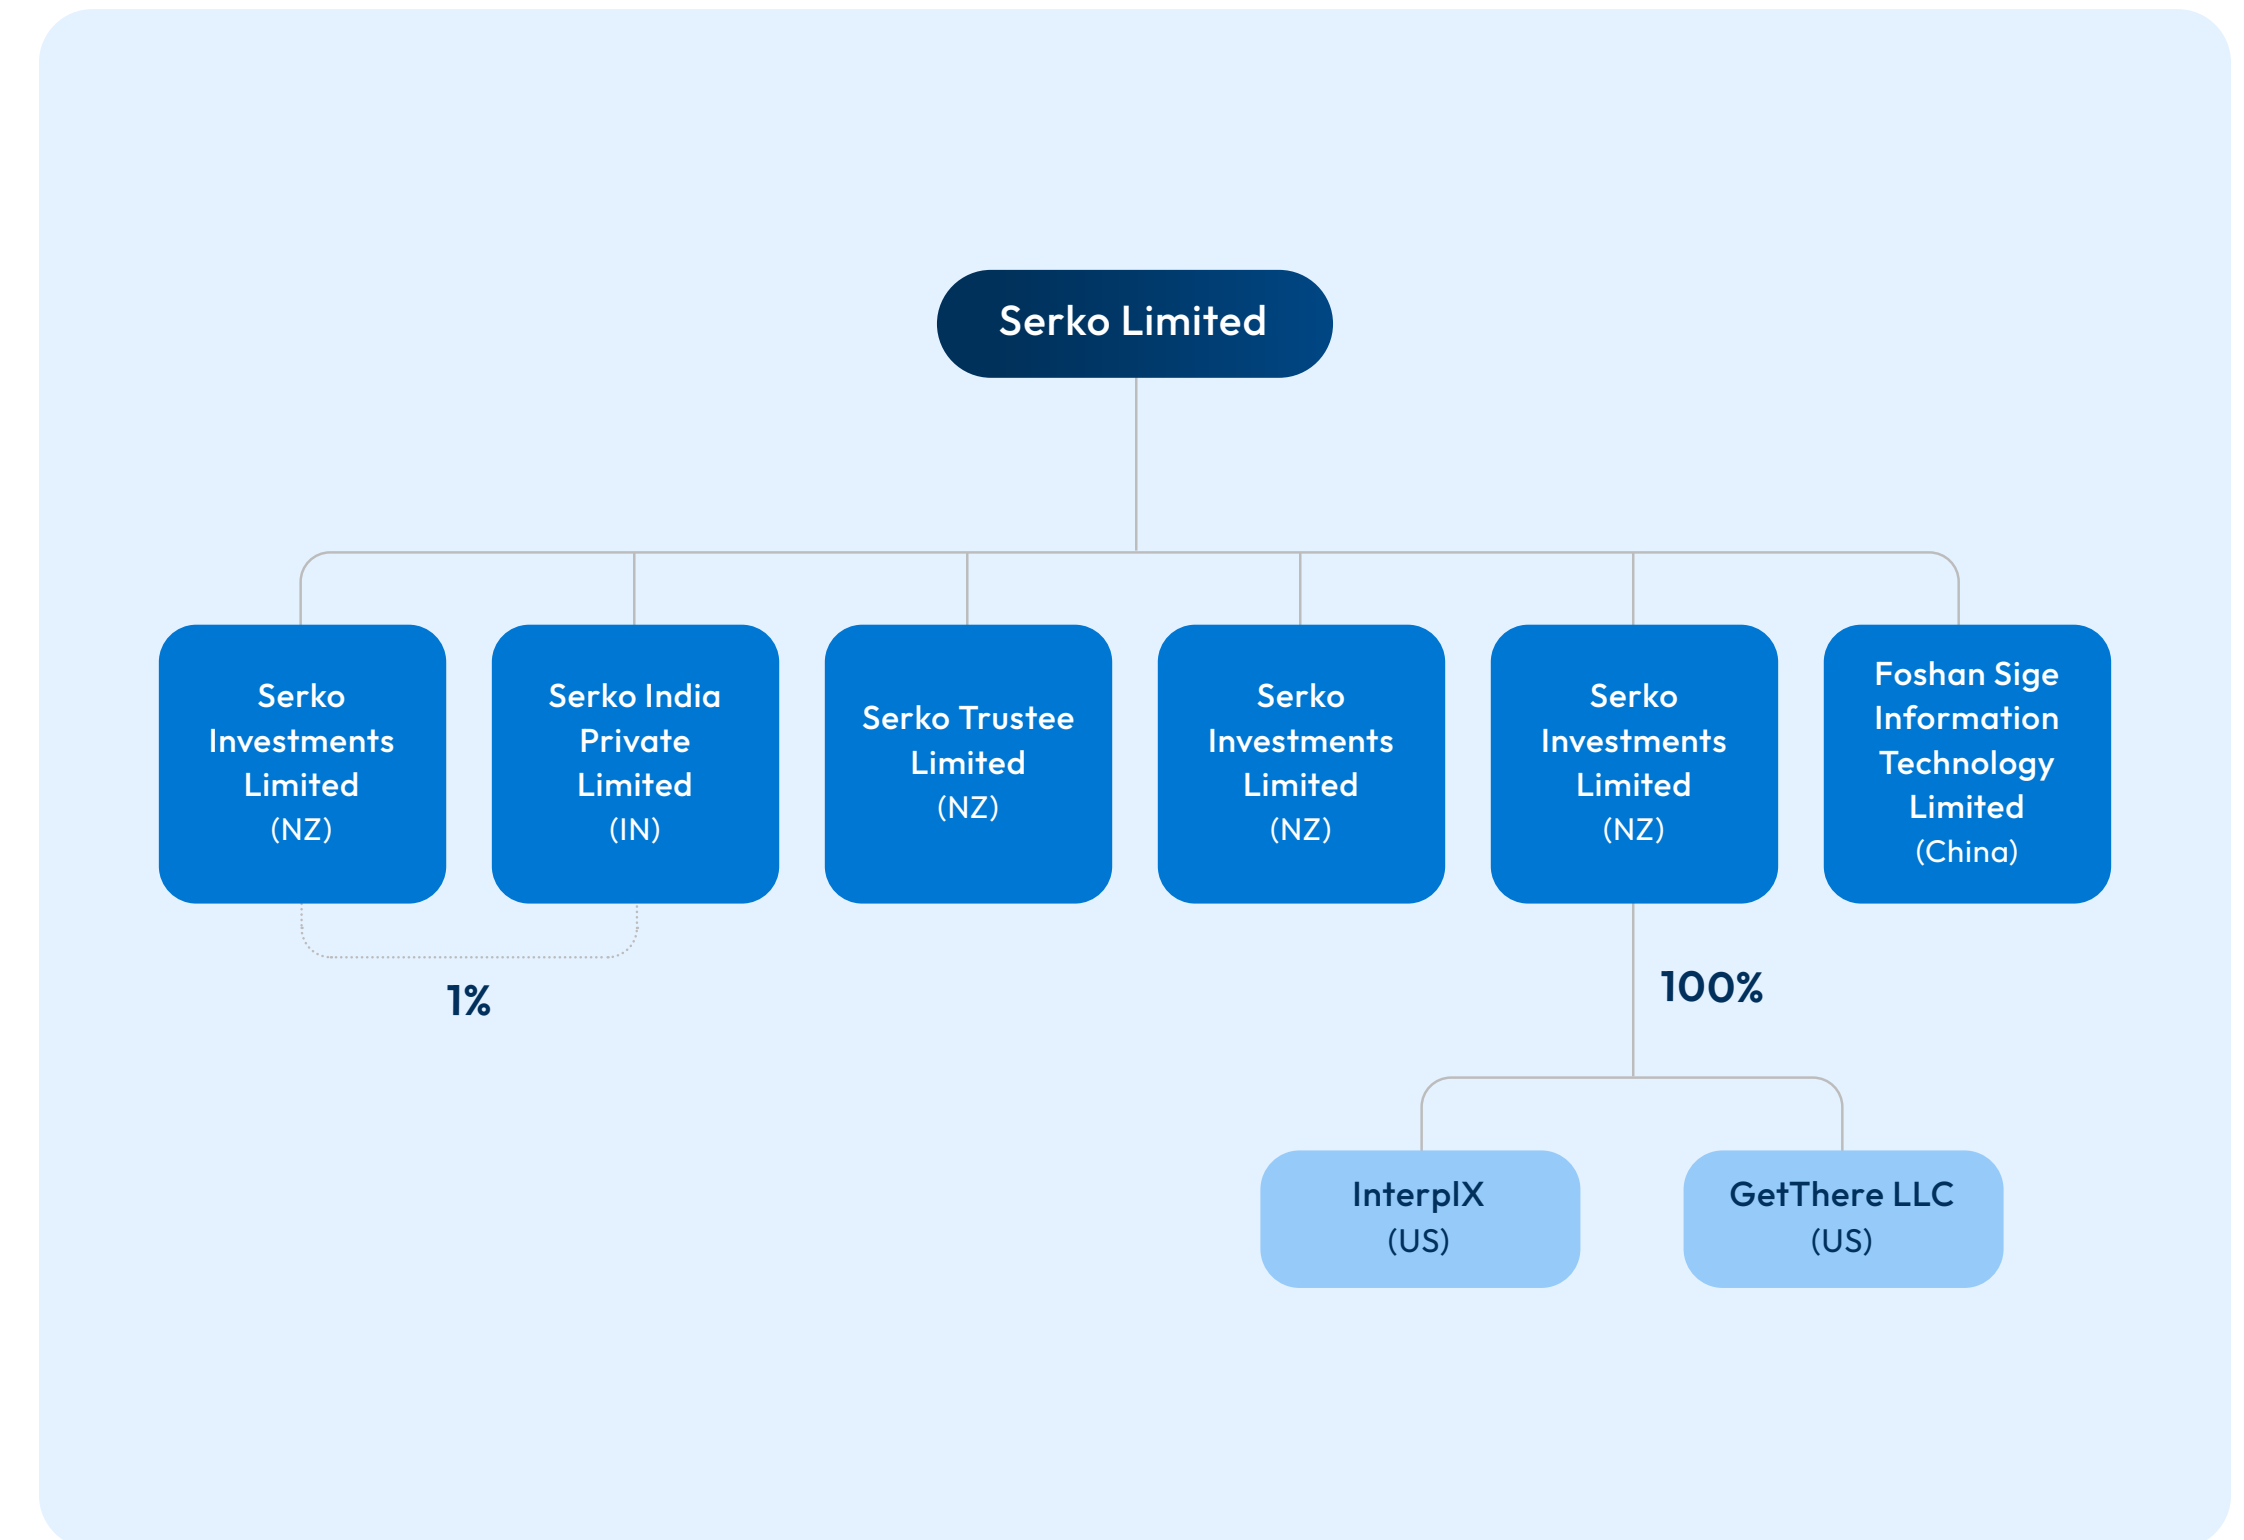 Serko Limited
Serko
Investments
Limited
(NZ)
Serko India
Private
Limited
(IN)
Serko Trustee
Limited
(NZ)
Serko
Investments
Limited
(NZ)
Serko
Investments
Limited
(NZ)
Foshan Sige
Information
Technology
Limited
(China)
1%
100%
InterplX
(US)
GetThere LLC
(US)